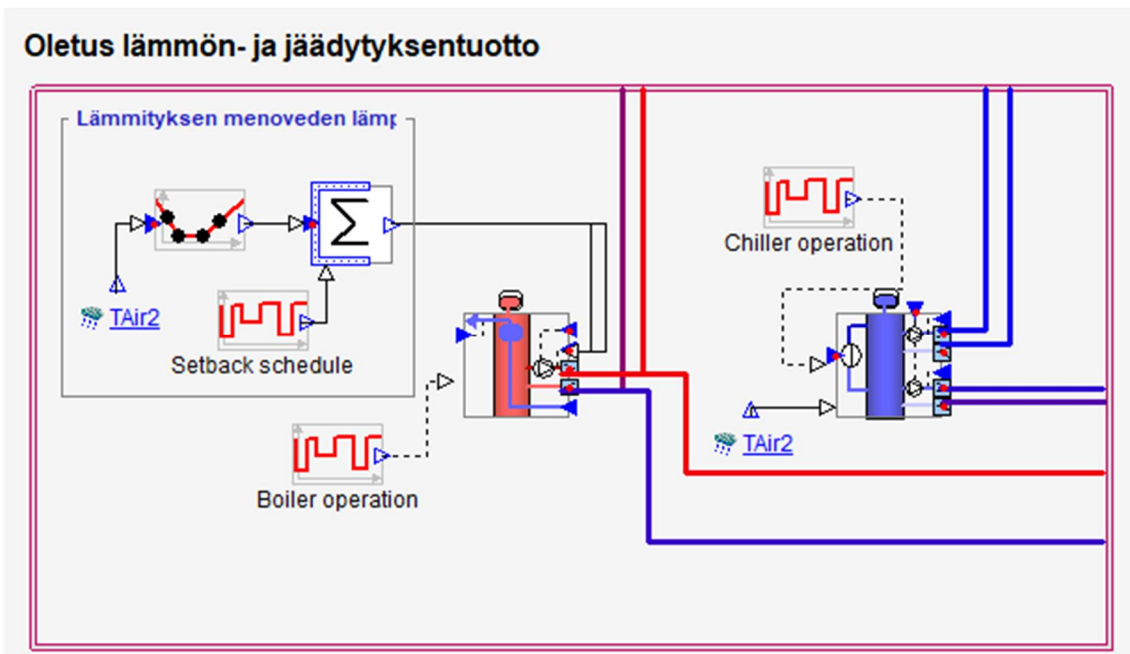 Oletus lämmön- ja jäädytyksentuotto
Lämmityksen menoveden lämp
TAir2
Setback schedule
Boiler operation
Chiller operation
TAir2